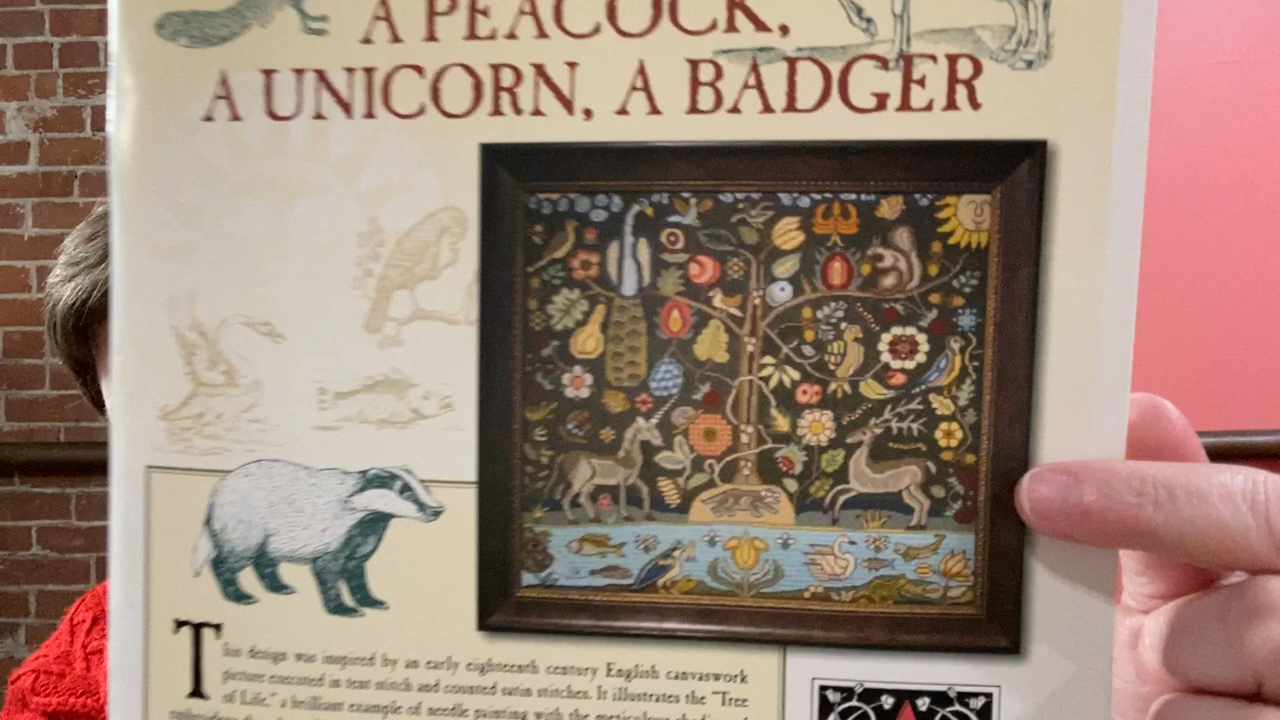 A PEACOCK,
A UNICORN, A BADGER
This design was inspired by an early eighteenth century English canvaswork
picture executed in tent stitch and counted satin stitches. It illustrates the "Tree
of Life," a brilliant example of needle painting with the meticulous shading